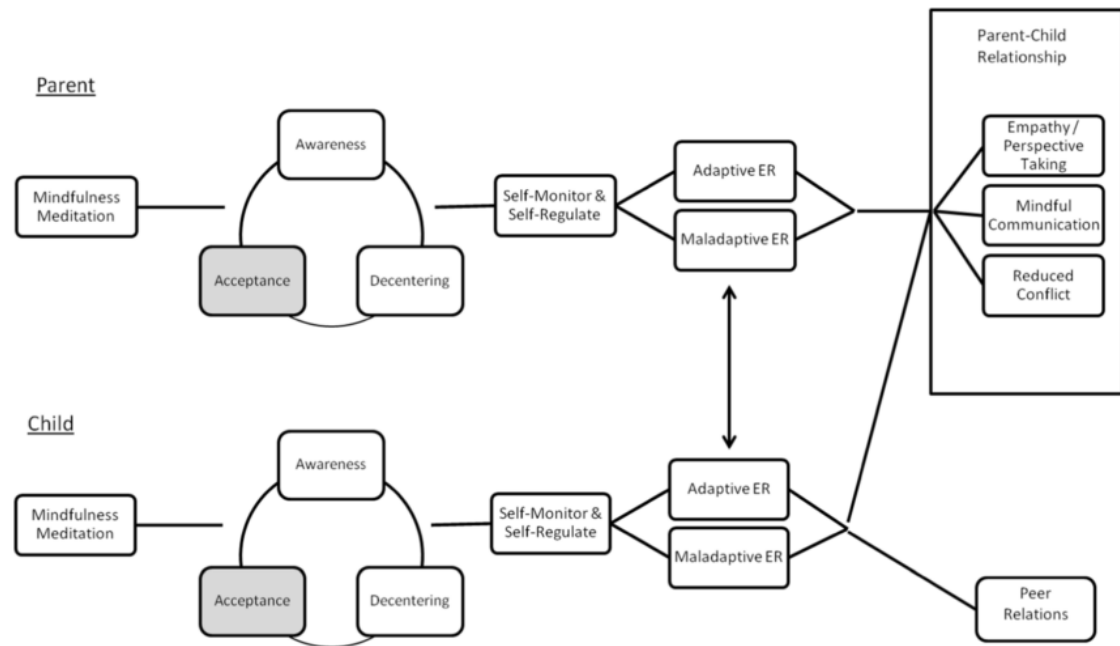 Parent-Child
Relationship
Parent
Awareness
Mindfulness
Meditation
Acceptance
Decentering
Self-Monitor &
Self-Regulate
Adaptive ER
Maladaptive ER
Empathy /
Perspective
Taking
Mindful
Communication
Reduced
Conflict
Child
Awareness
Mindfulness
Meditation
Acceptance
Decentering
Self-Monitor &
Self-Regulate
Adaptive ER
Maladaptive ER
Peer
Relations